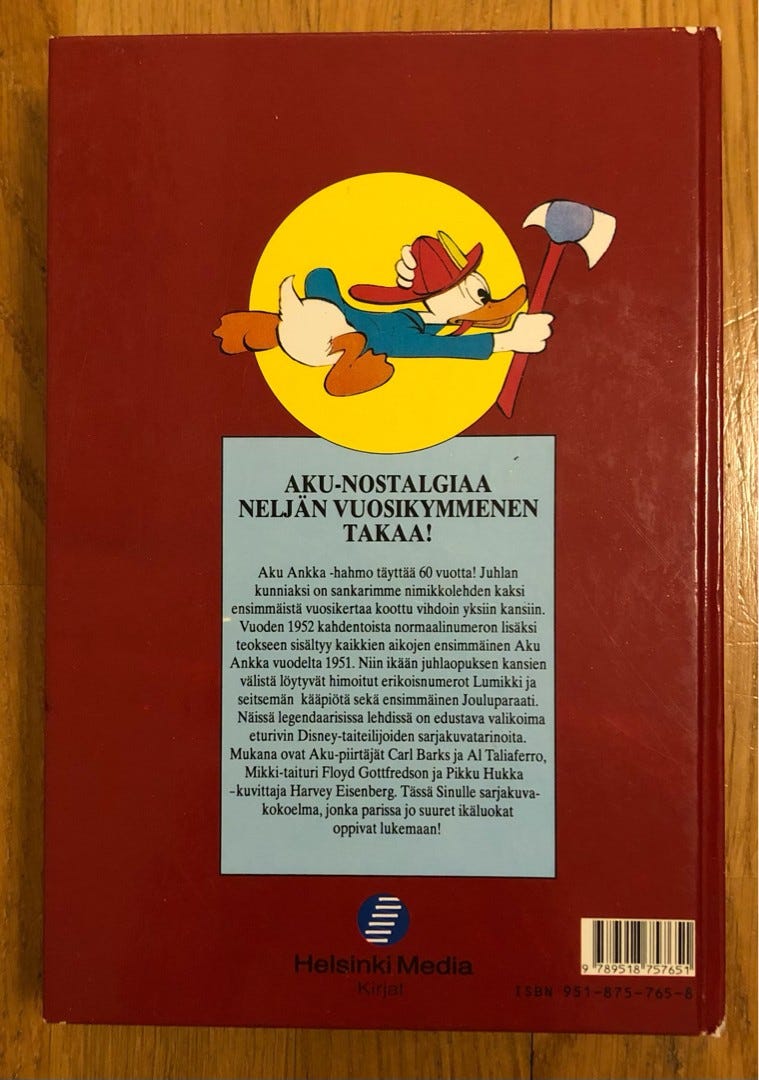 AKU-NOSTALGIAA
NELJÄN VUOSIKYMMENEN
TAKAA!
Aku Ankka -hahmo täyttää 60 vuotta! Juhlan
kunniaksi on sankarimme nimikkolehden kaksi
ensimmäistä vuosikertaa koottu vihdoin yksiin kansiin.
Vuoden 1952 kahdentoista normaalinumeron lisäksi
teokseen sisältyy kaikkien aikojen ensimmäinen Aku
Ankka vuodelta 1951. Niin ikään juhlaopuksen kansien
välistä löytyvät himoitut erikoisnumerot Lumikki ja
seitsemän kääpiötä sekä ensimmäinen Jouluparaati.
Näissä legendaarisissa lehdissä on edustava valikoima
eturivin Disney-taiteilijoiden sarjakuvatarinoita.
Mukana ovat Aku-piirtäjät Carl Barks ja Al Taliaferro,
Mikki-taituri Floyd Gottfredson ja Pikku Hukka
-kuvittaja Harvey Eisenberg. Tässä Sinulle sarjakuva-
kokoelma, jonka parissa jo suuret ikäluokat
oppivat lukemaan!
Helsinki Media
Kirjat
9 789518 757651
ISBN 951-875-765-8